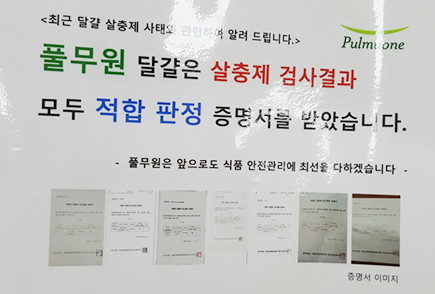 <최근 달걀 살충제 사태와 관련하여 알려 드립니다.>
Pulmuone
풀무원 달걀은 살충제 검사결과
모두 적합 판정 증명서를 받았습니다.
- 풀무원은 앞으로도 식품 안전관리에 최선을 다하겠습니다 -
증명서 이미지